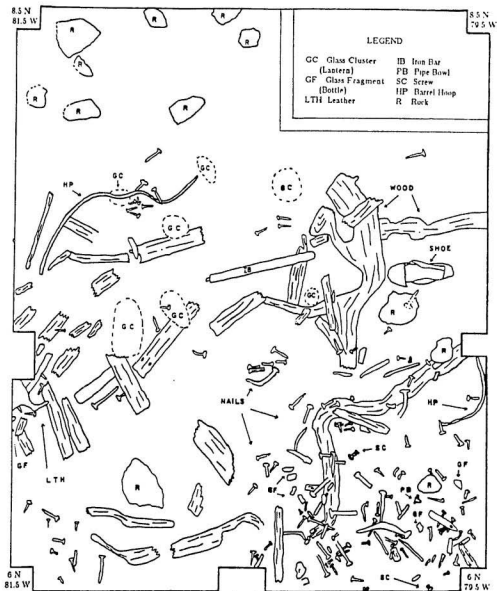 8.5 N
81.5 W
8.5 N
79.5 W
LEGEND
GC Glass Cluster
(Lantern)
GF Glass Fragment
(Bottle)
LTH Leather
IB Iron Bar
PB Pipe Bowl
SC Screw
HP Barrel Hoop
R Rock
R
R
R
R
R
R
R
GC
HP
GC
GC
GC
WOOD
SHOE
IB
GC
R
GC
GC
R
NAILS
HP
SC
GF
LTH
R
GF
PB
R
GF
GF
SC
6 N
81.5 W
6 N
79.5 W